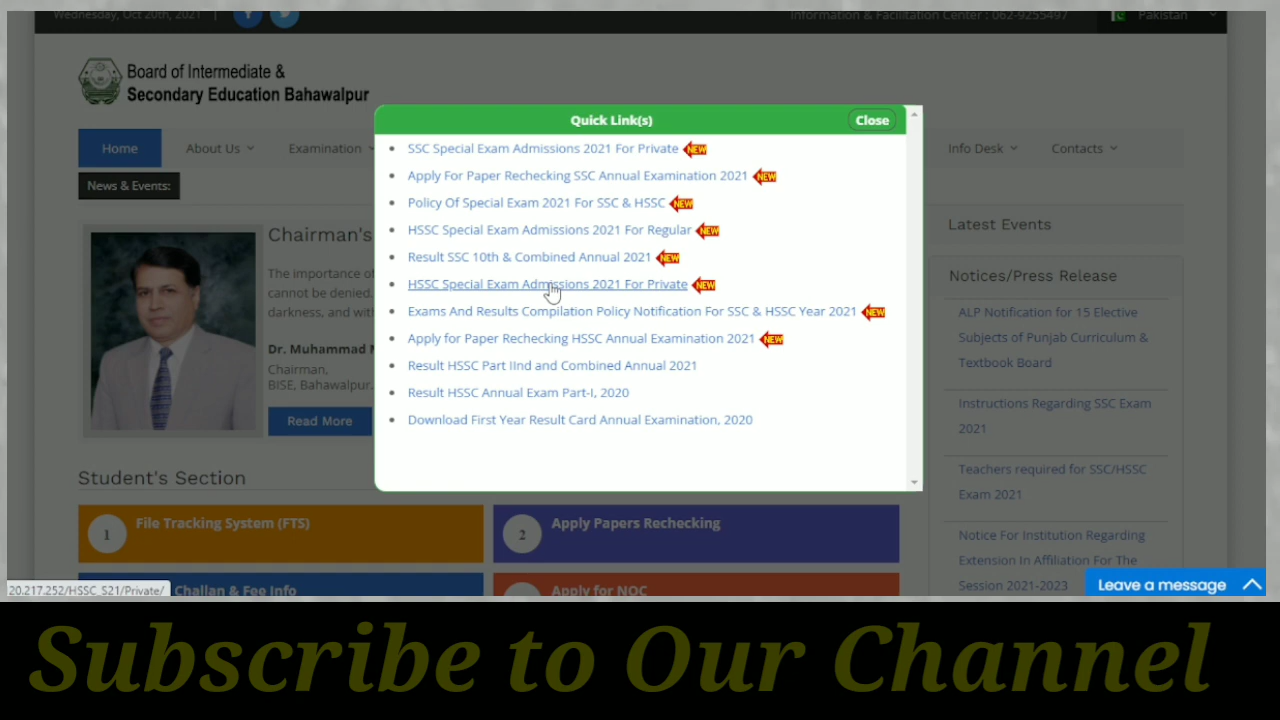 Wednesday, Oct 20th, 2021 |
Information & Facilitation Center : 062-9255497
Pakistan
Board of Intermediate &
Secondary Education Bahawalpur
Home
About Us
Examination
Info Desk
Contacts
News & Events:
Quick Link(s)
Close
SSC Special Exam Admissions 2021 For Private NEW
Apply For Paper Rechecking SSC Annual Examination 2021 NEW
Policy Of Special Exam 2021 For SSC & HSSC NEW
HSSC Special Exam Admissions 2021 For Regular NEW
Result SSC 10th & Combined Annual 2021 NEW
HSSC Special Exam Admissions 2021 For Private NEW
Exams And Results Compilation Policy Notification For SSC & HSSC Year 2021 NEW
Apply for Paper Rechecking HSSC Annual Examination 2021 NEW
Result HSSC Part IInd and Combined Annual 2021
Result HSSC Annual Exam Part-I, 2020
Download First Year Result Card Annual Examination, 2020
Chairman's
The importance of
cannot be denied.
darkness, and wit
Dr. Muhammad
Chairman,
BISE, Bahawalpur.
Read More
Latest Events
Notices/Press Release
ALP Notification for 15 Elective
Subjects of Punjab Curriculum &
Textbook Board
Instructions Regarding SSC Exam
2021
Teachers required for SSC/HSSC
Exam 2021
Notice For Institution Regarding
Extension In Affiliation For The
Session 2021-2023
Student's Section
1 File Tracking System (FTS)
2 Apply Papers Rechecking
Challan & Fee Info
Apply for NOC
20.217.252/HSSC_S21/Private/
Leave a message
Subscribe to Our Channel